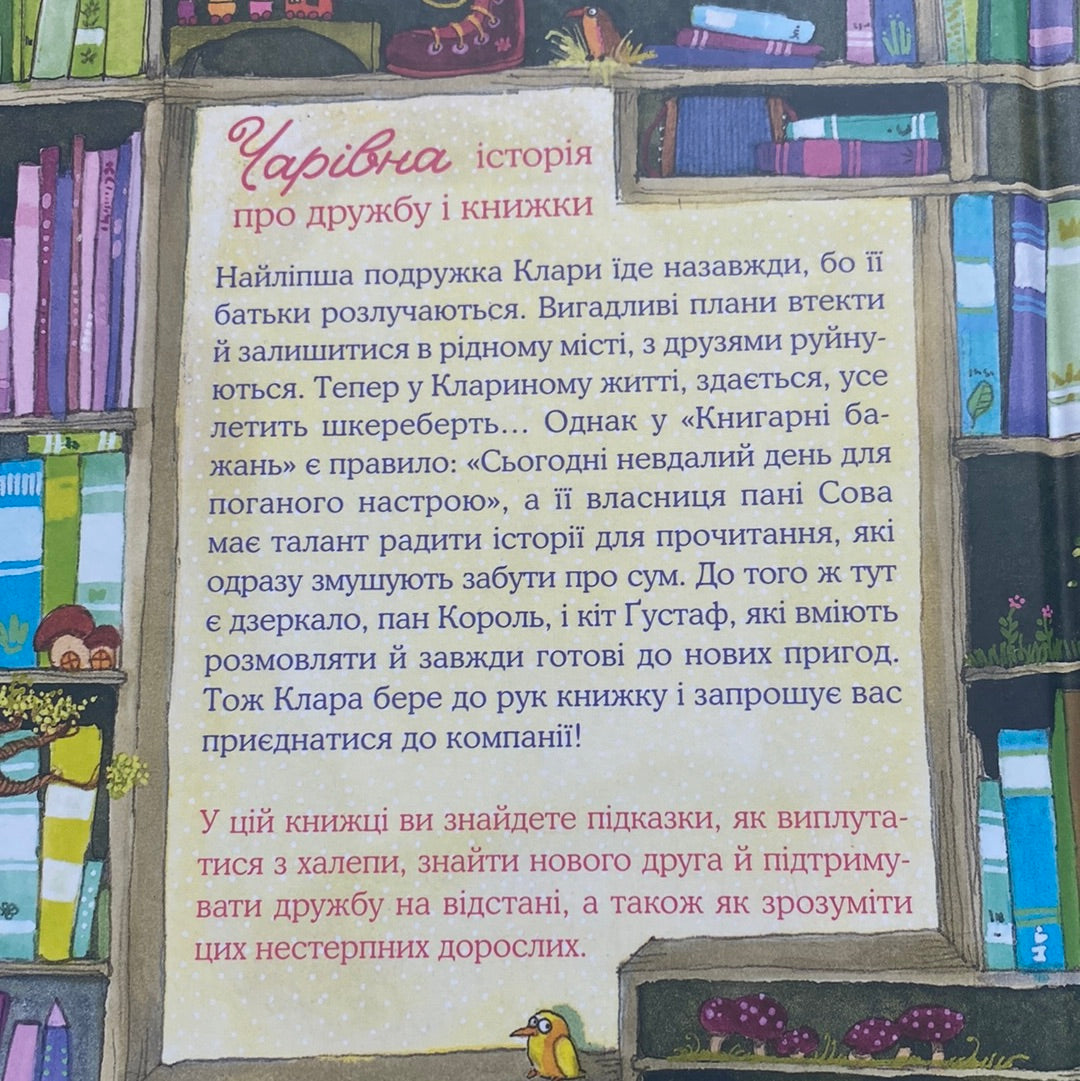 Чарівна історія
про дружбу і книжки
Найліпша подружка Клари їде назавжди, бо її
батьки розлучаються. Вигадливі плани втекти
й залишитися в рідному місті, з друзями руйну-
ються. Тепер у Клариному житті, здається, усе
летить шкереберть... Однак у «Книгарні ба-
жань» є правило: «Сьогодні невдалий день для
поганого настрою», а її власниця пані Сова
має талант радити історії для прочитання, які
одразу змушують забути про сум. До того ж тут
є дзеркало, пан Король, і кіт Ґустаф, які вміють
розмовляти й завжди готові до нових пригод.
Тож Клара бере до рук книжку і запрошує вас
приєднатися до компанії!
У цій книжці ви знайдете підказки, як виплута-
тися з халепи, знайти нового друга й підтриму-
вати дружбу на відстані, а також як зрозуміти
цих нестерпних дорослих.